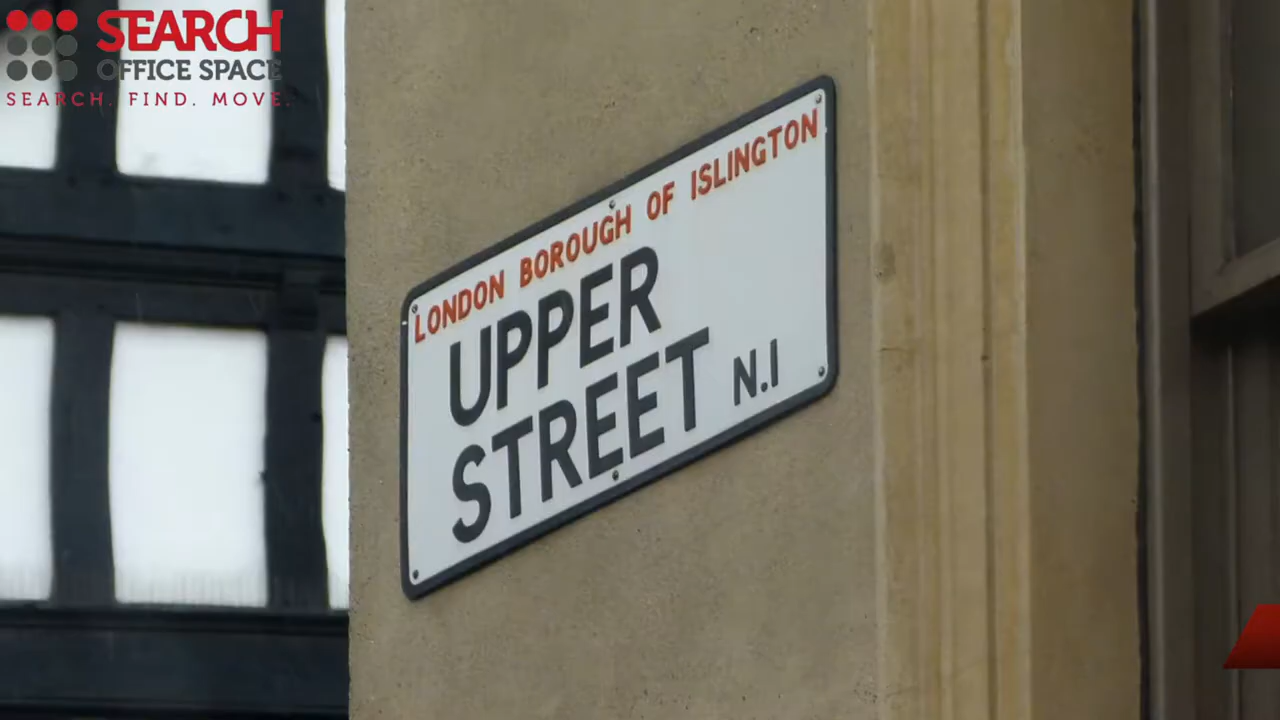 SEARCH
OFFICE SPACE
SEARCH. FIND. MOVE.
LONDON BOROUGH OF ISLINGTON
UPPER
STREET N.1